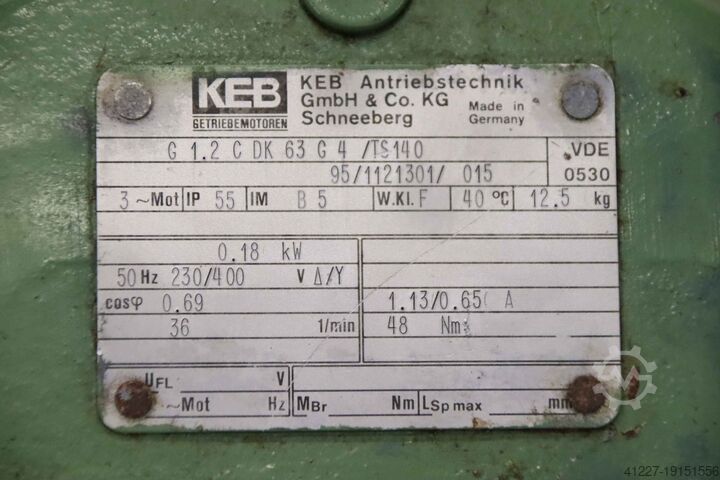 KEB
GETRIEBEMOTOREN
KEB Antriebstechnik
GmbH & Co. KG
Schneeberg
Made in
Germany
G 1.2 C DK 63 G 4 /TS140
95/1121301/ 015
VDE
0530
3 ~Mot IP 55 IM B 5 W.Kl. F 40 °C 12.5 kg
0.18 kW
50 Hz 230/400 V Δ/Y
cosφ 0.69 1.13/0.65 A
36 1/min 48 Nm
UFL V
~Mot Hz MBr Nm LSp max mm
41227-19151556